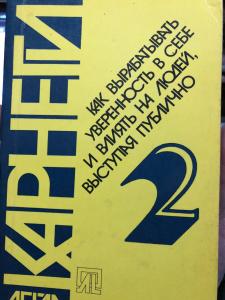 КАРНЕГИ
КАК ВЫРАБАТЫВАТЬ
УВЕРЕННОСТЬ В СЕБЕ
И ВЛИЯТЬ НА ЛЮДЕЙ,
ВЫСТУПАЯ ПУБЛИЧНО
2